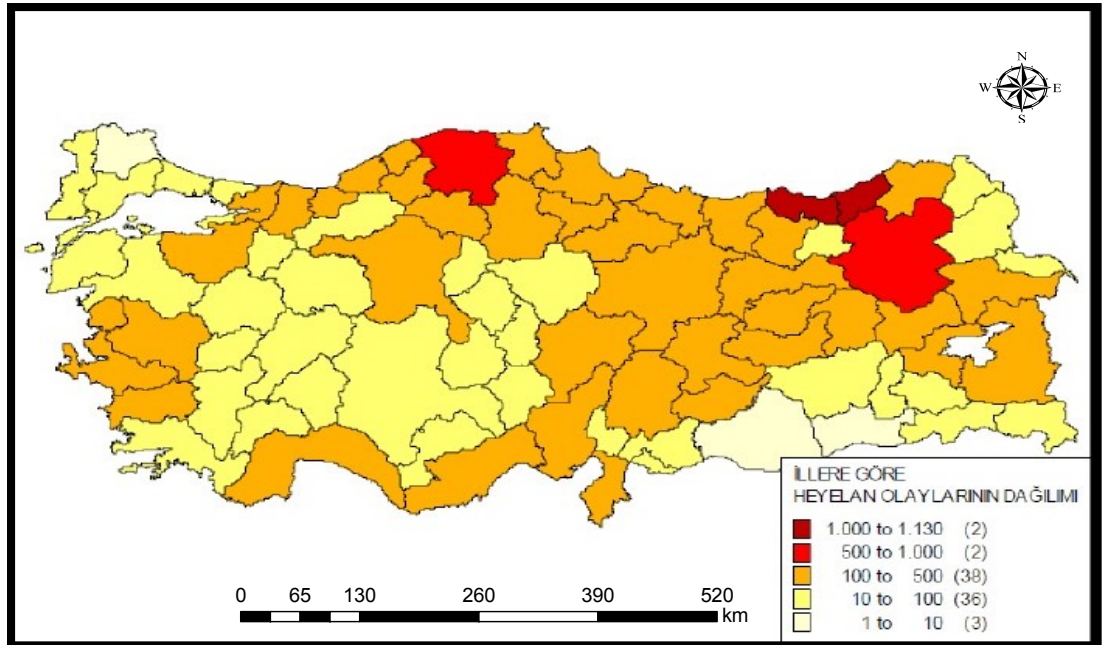 N
W E
S
İLLERE GÖRE
HEYELAN OLAYLARININ DAĞILIMI
1.000 to 1.130 (2)
500 to 1.000 (2)
100 to 500 (38)
10 to 100 (36)
1 to 10 (3)
0 65 130 260 390 520
km